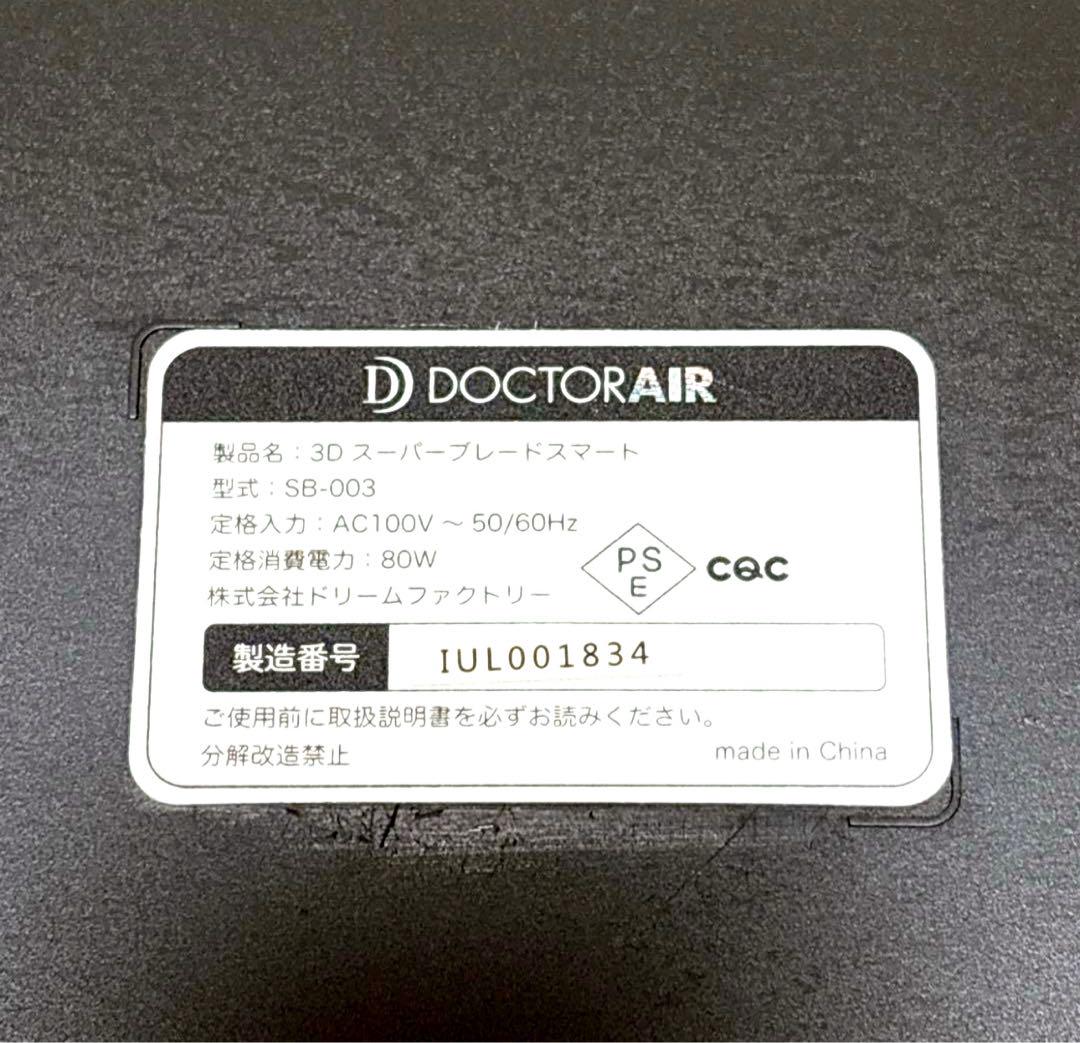 DOCTORAIR
製品名：3D スーパーブレードスマート
型式：SB-003
定格入力：AC100V ～ 50/60Hz
定格消費電力：80W
株式会社ドリームファクトリー
PS
E
CQC
製造番号 IUL001834
ご使用前に取扱説明書を必ずお読みください。
分解改造禁止
made in China